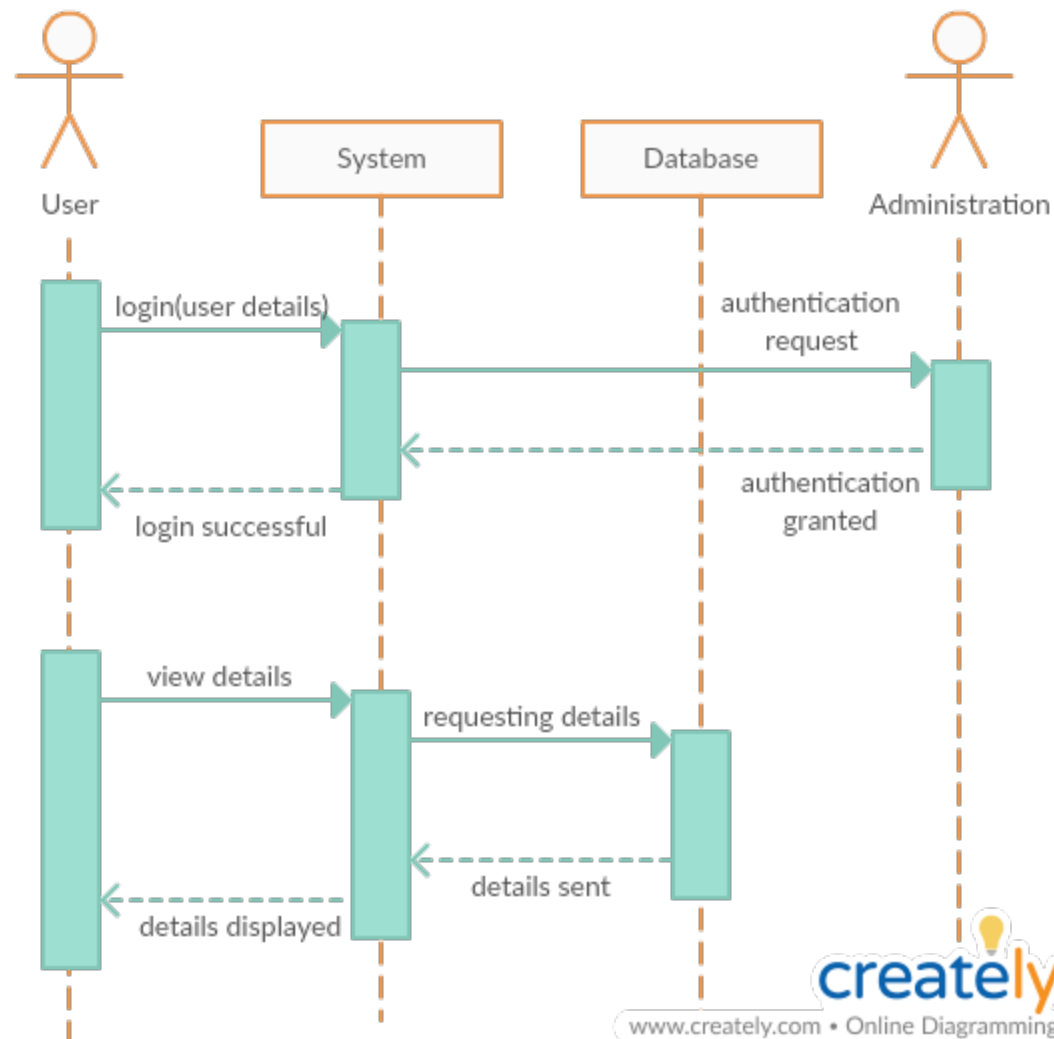 System
Database
User
Administration
login(user details)
authentication
request
authentication
granted
login successful
view details
requesting details
details sent
details displayed
creately
www.creately.com • Online Diagramming